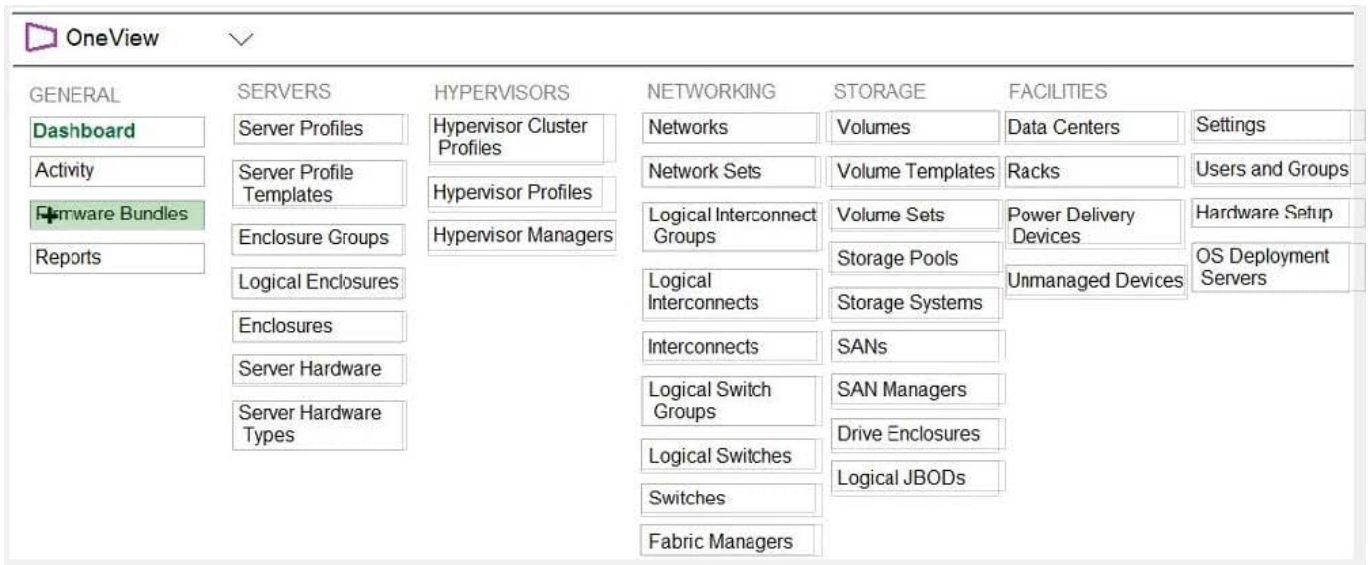 OneView
GENERAL
Dashboard
Activity
Firmware Bundles
Reports
SERVERS
Server Profiles
Server Profile
Templates
Enclosure Groups
Logical Enclosures
Enclosures
Server Hardware
Server Hardware
Types
HYPERVISORS
Hypervisor Cluster
Profiles
Hypervisor Profiles
Hypervisor Managers
NETWORKING
Networks
Network Sets
Logical Interconnect
Groups
Logical
Interconnects
Interconnects
Logical Switch
Groups
Logical Switches
Switches
Fabric Managers
STORAGE
Volumes
Volume Templates
Volume Sets
Storage Pools
Storage Systems
SANs
SAN Managers
Drive Enclosures
Logical JBODs
FACILITIES
Data Centers
Racks
Power Delivery
Devices
Unmanaged Devices
Settings
Users and Groups
Hardware Setup
OS Deployment
Servers